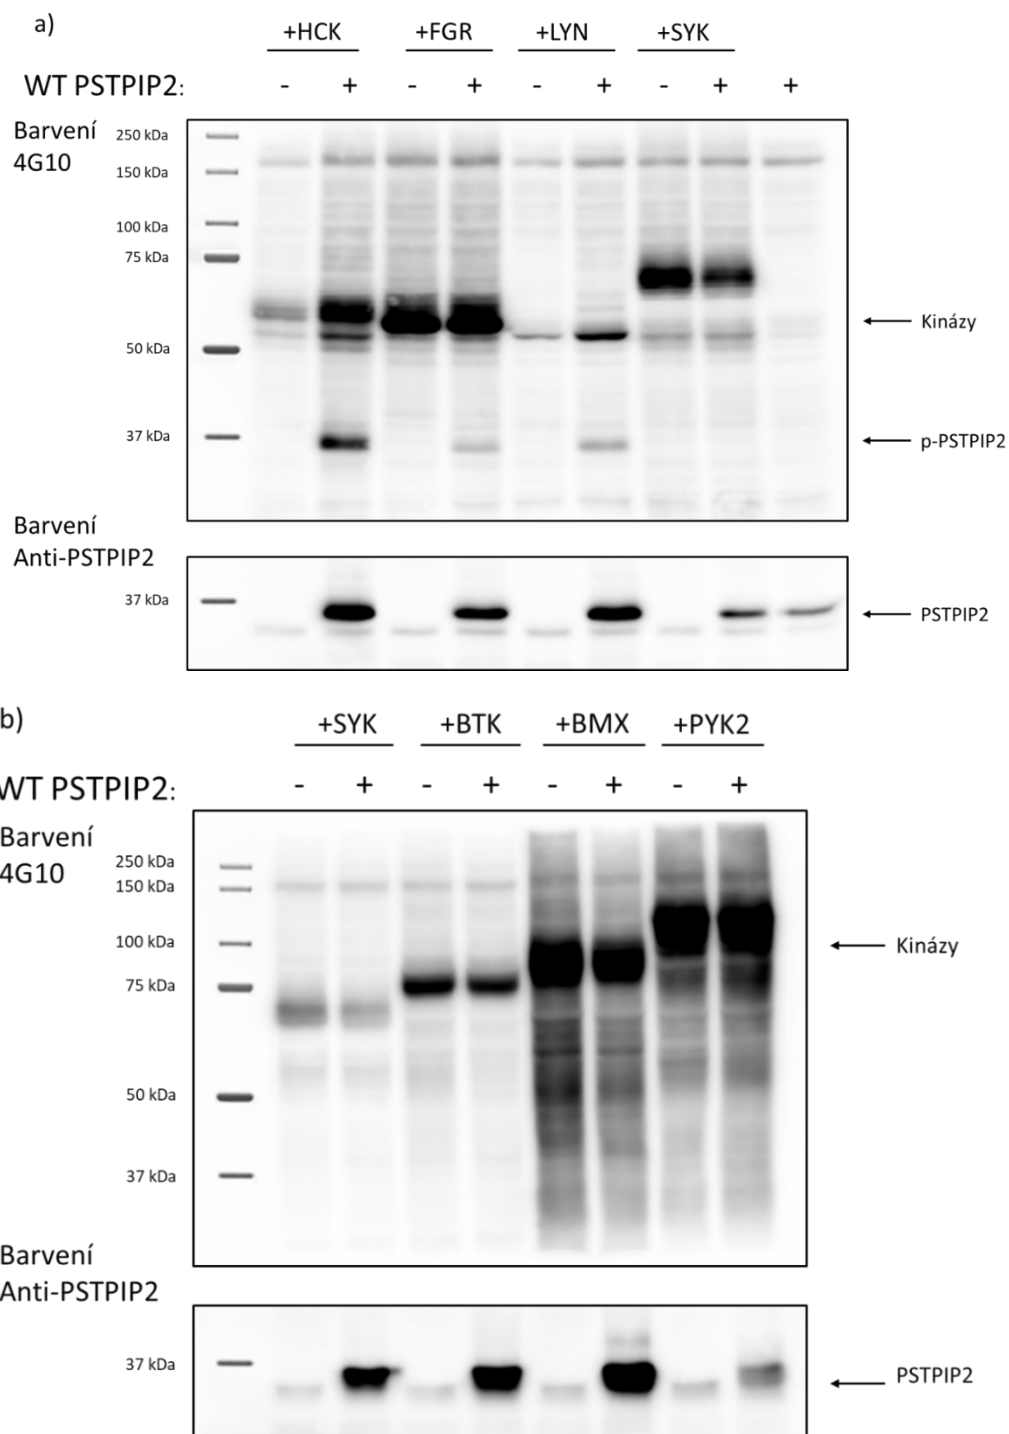 a)
+HCK +FGR +LYN +SYK
WT PSTPIP2: - + - + - + - + +
Barvení
4G10
250 kDa
150 kDa
100 kDa
75 kDa
50 kDa
37 kDa
Kinázy
p-PSTPIP2
Barvení
Anti-PSTPIP2
37 kDa
PSTPIP2
b)
+SYK +BTK +BMX +PYK2
WT PSTPIP2: - + - + - + - +
Barvení
4G10
250 kDa
150 kDa
100 kDa
75 kDa
50 kDa
37 kDa
Kinázy
Barvení
Anti-PSTPIP2
37 kDa
PSTPIP2